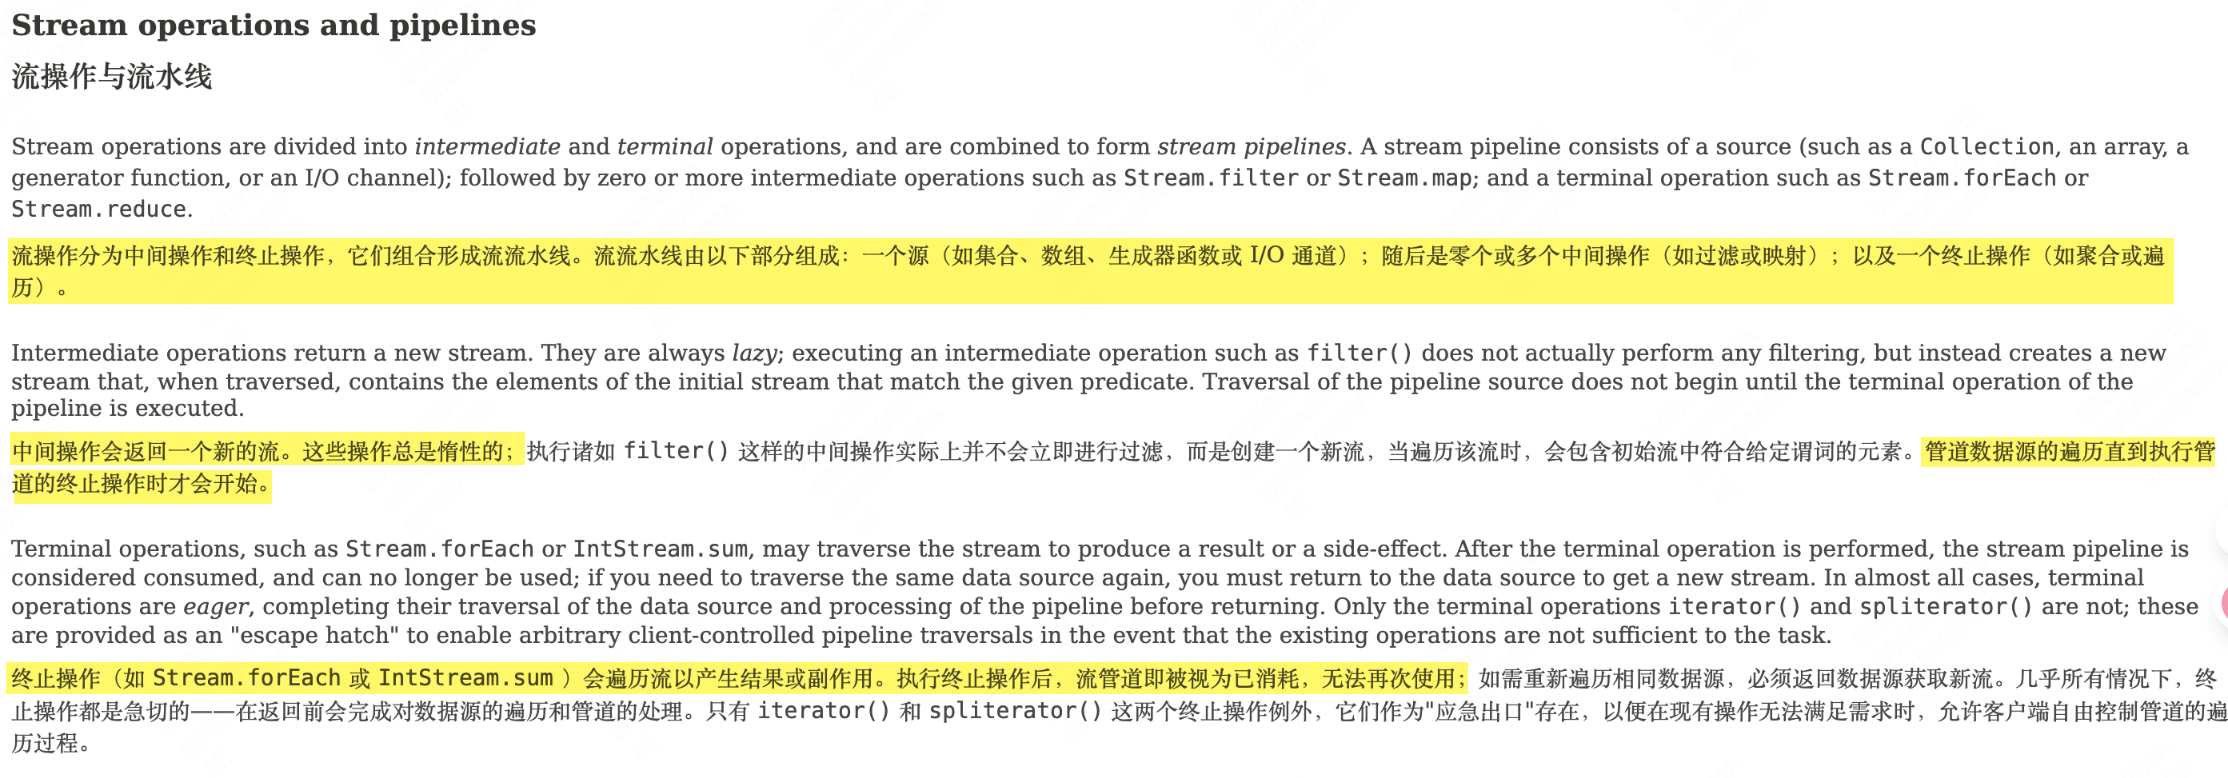 Stream operations and pipelines
流操作与流水线
Stream operations are divided into intermediate and terminal operations, and are combined to form stream pipelines. A stream pipeline consists of a source (such as a Collection, an array, a
generator function, or an I/O channel); followed by zero or more intermediate operations such as Stream.filter or Stream.map; and a terminal operation such as Stream.forEach or
Stream.reduce.
流操作分为中间操作和终止操作，它们组合形成流流水线。流流水线由以下部分组成：一个源（如集合、数组、生成器函数或 I/O 通道）；随后是零个或多个中间操作（如过滤或映射）；以及一个终止操作（如聚合或遍
历）。
Intermediate operations return a new stream. They are always lazy; executing an intermediate operation such as filter() does not actually perform any filtering, but instead creates a new
stream that, when traversed, contains the elements of the initial stream that match the given predicate. Traversal of the pipeline source does not begin until the terminal operation of the
pipeline is executed.
中间操作会返回一个新的流。这些操作总是惰性的；执行诸如 filter() 这样的中间操作实际上并不会立即进行过滤，而是创建一个新流，当遍历该流时，会包含初始流中符合给定谓词的元素。管道数据源的遍历直到执行管
道的终止操作时才会开始。
Terminal operations, such as Stream.forEach or IntStream.sum, may traverse the stream to produce a result or a side-effect. After the terminal operation is performed, the stream pipeline is
considered consumed, and can no longer be used; if you need to traverse the same data source again, you must return to the data source to get a new stream. In almost all cases, terminal
operations are eager, completing their traversal of the data source and processing of the pipeline before returning. Only the terminal operations iterator() and spliterator() are not; these
are provided as an "escape hatch" to enable arbitrary client-controlled pipeline traversals in the event that the existing operations are not sufficient to the task.
终止操作（如 Stream.forEach 或 IntStream.sum ）会遍历流以产生结果或副作用。执行终止操作后，流管道即被视为已消耗，无法再次使用；如需重新遍历相同数据源，必须返回数据源获取新流。几乎所有情况下，终
止操作都是急切的——在返回前会完成对数据源的遍历和管道的处理。只有 iterator() 和 spliterator() 这两个终止操作例外，它们作为"应急出口"存在，以便在现有操作无法满足需求时，允许客户端自由控制管道的遍
历过程。